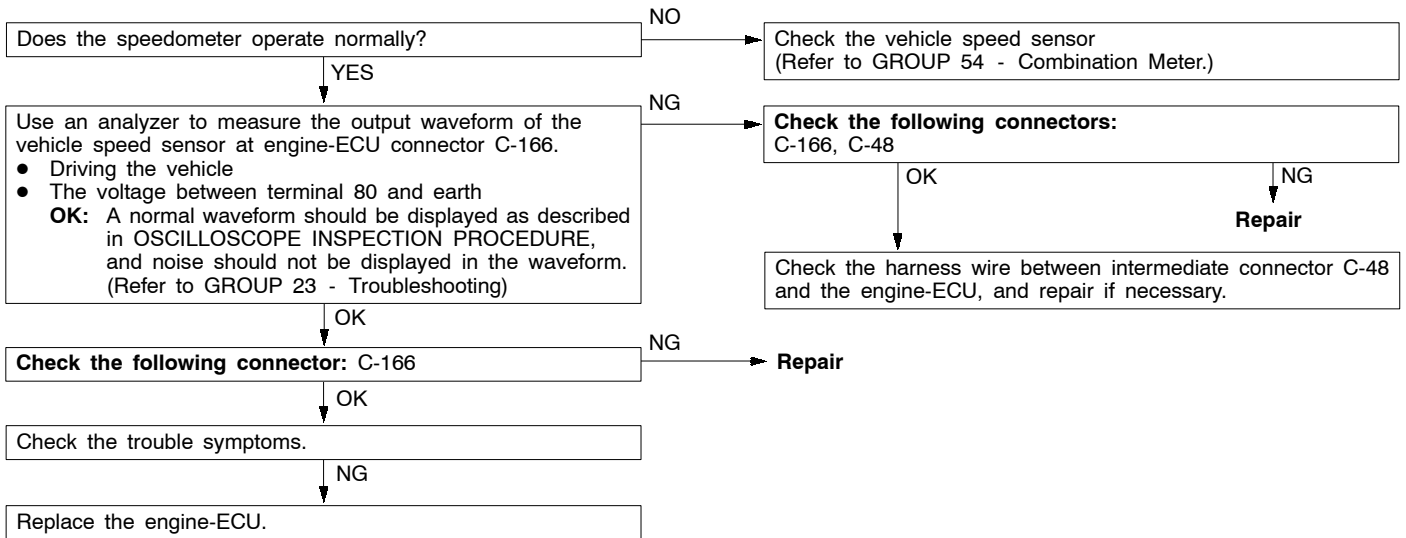 Does the speedometer operate normally?
NO
Check the vehicle speed sensor
(Refer to GROUP 54 - Combination Meter.)
YES
Use an analyzer to measure the output waveform of the
vehicle speed sensor at engine-ECU connector C-166.
● Driving the vehicle
● The voltage between terminal 80 and earth
OK: A normal waveform should be displayed as described
in OSCILLOSCOPE INSPECTION PROCEDURE,
and noise should not be displayed in the waveform.
(Refer to GROUP 23 - Troubleshooting)
NG
Check the following connectors:
C-166, C-48
OK
NG
Repair
Check the harness wire between intermediate connector C-48
and the engine-ECU, and repair if necessary.
OK
Check the following connector: C-166
NG
Repair
OK
Check the trouble symptoms.
NG
Replace the engine-ECU.